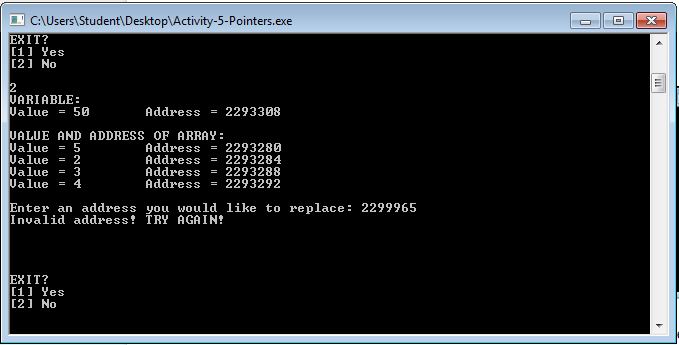 C:\Users\Student\Desktop\Activity-5-Pointers.exe
EXIT?
[1] Yes
[2] No
2
VARIABLE:
Value = 50 Address = 2293308
VALUE AND ADDRESS OF ARRAY:
Value = 5 Address = 2293280
Value = 2 Address = 2293284
Value = 3 Address = 2293288
Value = 4 Address = 2293292
Enter an address you would like to replace: 2299965
Invalid address! TRY AGAIN!
EXIT?
[1] Yes
[2] No